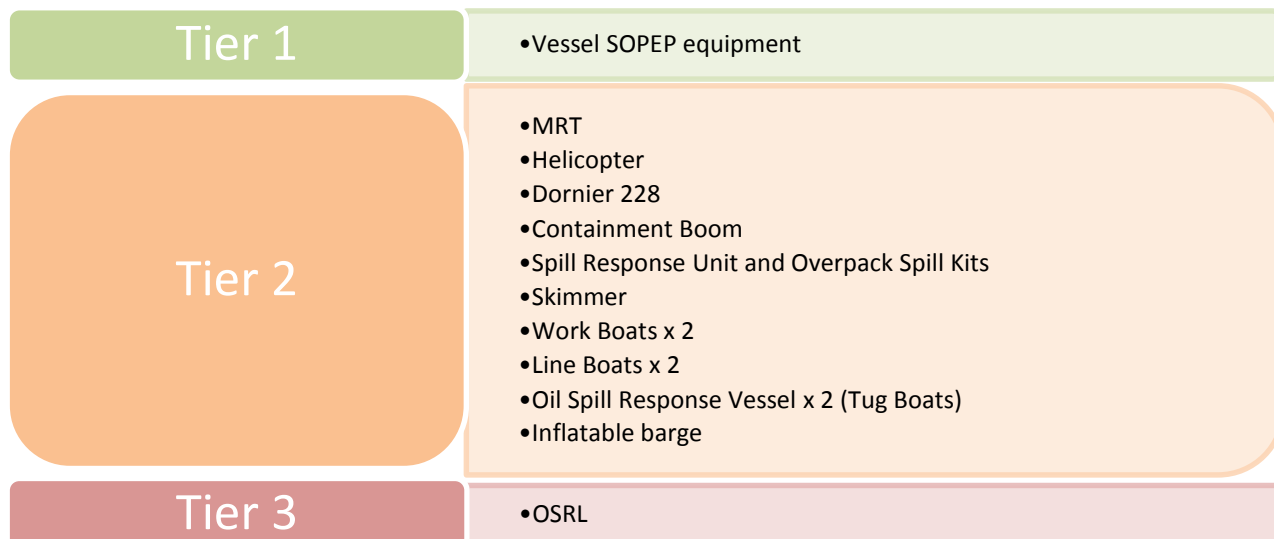 Tier 1
•Vessel SOPEP equipment
Tier 2
•MRT
•Helicopter
•Dornier 228
•Containment Boom
•Spill Response Unit and Overpack Spill Kits
•Skimmer
•Work Boats x 2
•Line Boats x 2
•Oil Spill Response Vessel x 2 (Tug Boats)
•Inflatable barge
Tier 3
•OSRL